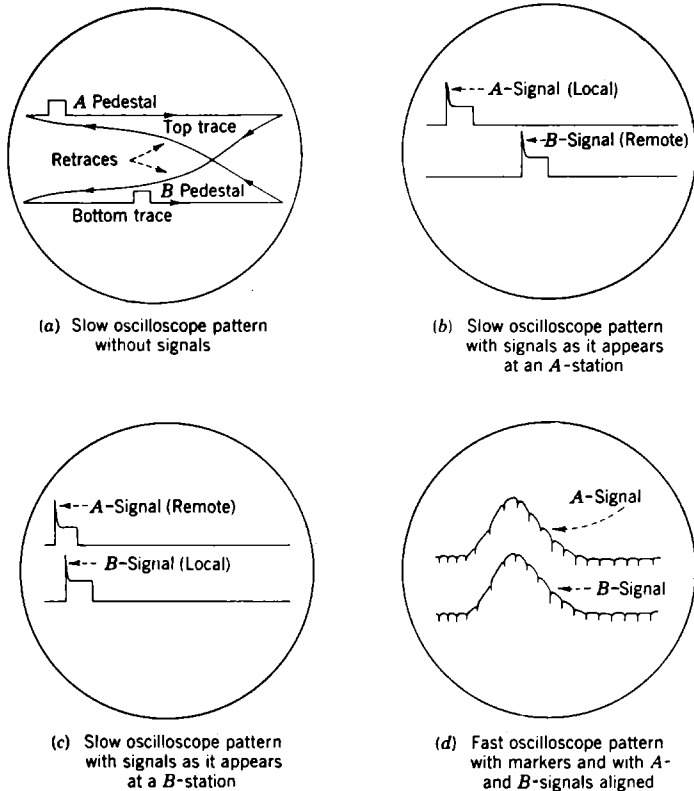 A Pedestal
Top trace
Retraces
B Pedestal
Bottom trace
(a) Slow oscilloscope pattern
without signals
A-Signal (Local)
B-Signal (Remote)
(b) Slow oscilloscope pattern
with signals as it appears
at an A-station
A-Signal (Remote)
B-Signal (Local)
(c) Slow oscilloscope pattern
with signals as it appears
at a B-station
A-Signal
B-Signal
(d) Fast oscilloscope pattern
with markers and with A-
and B-signals aligned